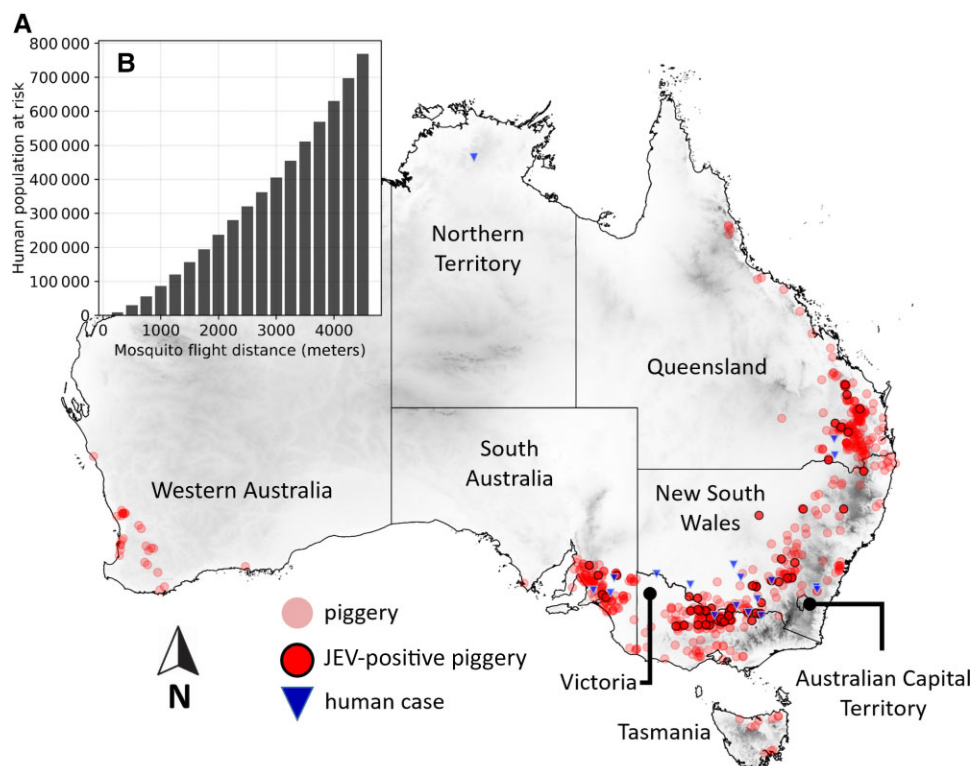 A
B
800 000
700 000
600 000
500 000
400 000
300 000
200 000
100 000
0
Human population at risk
0
1000
2000
3000
4000
Mosquito flight distance (meters)
Northern
Territory
Queensland
South
Australia
Western Australia
New South
Wales
piggery
JEV-positive piggery
human case
N
Victoria
Australian Capital
Territory
Tasmania